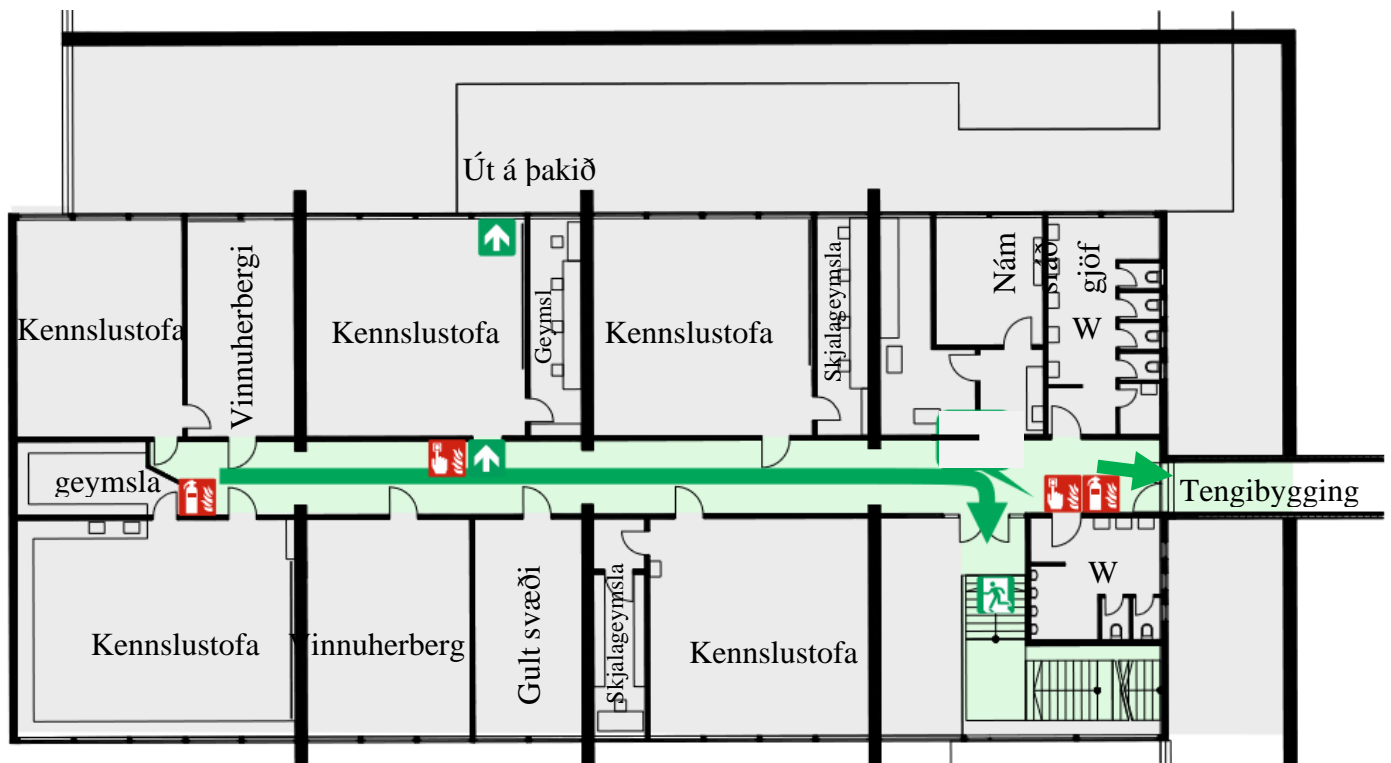 Út á þakið
Kennslustofa
Vinnuherbergi
Kennslustofa
Geymsl
Kennslustofa
Skjalageymsla
Nám
gjöf
W
geymsla
Tengibygging
Kennslustofa
Vinnuherberg
Gult svæði
Skjalageymsla
Kennslustofa
W